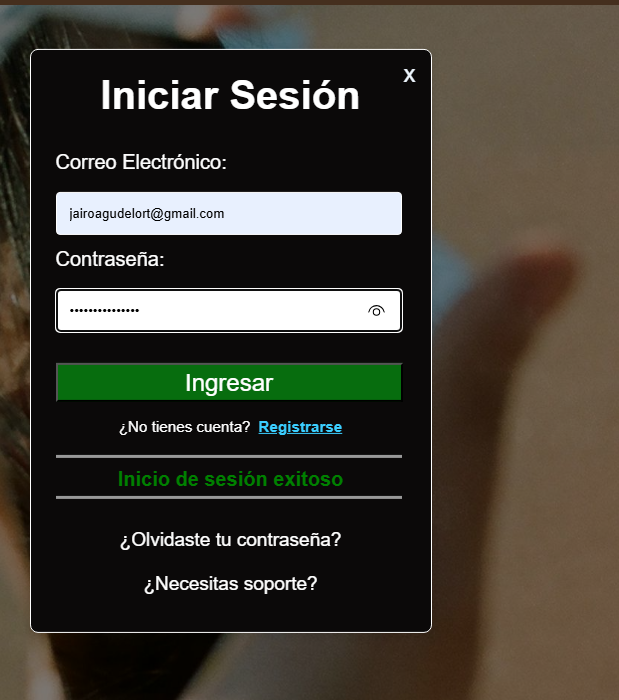 X
Iniciar Sesión
Correo Electrónico:
jairoagudelort@gmail.com
Contraseña:
•••••••••••••••
Ingresar
¿No tienes cuenta? Registrarse
Inicio de sesión exitoso
¿Olvidaste tu contraseña?
¿Necesitas soporte?